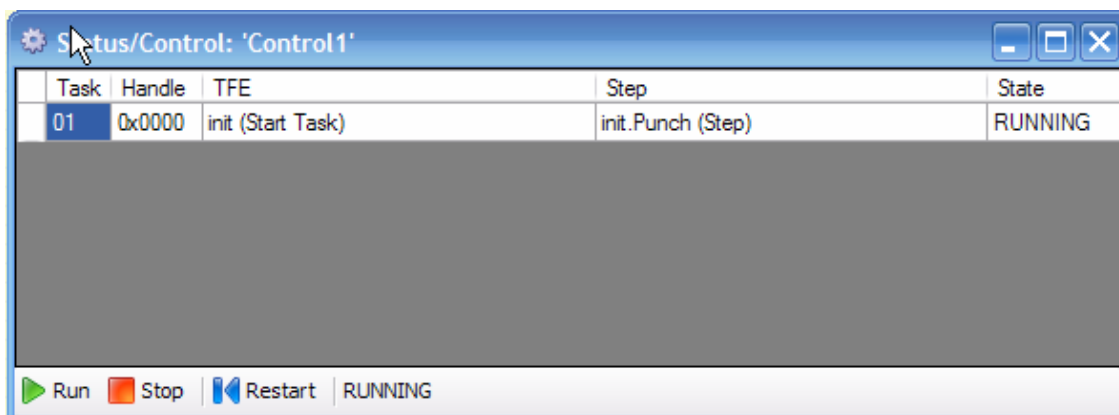 Status/Control: 'Control1'
Task Handle TFE Step State
01 0x0000 init (Start Task) init.Punch (Step) RUNNING
Run Stop Restart RUNNING